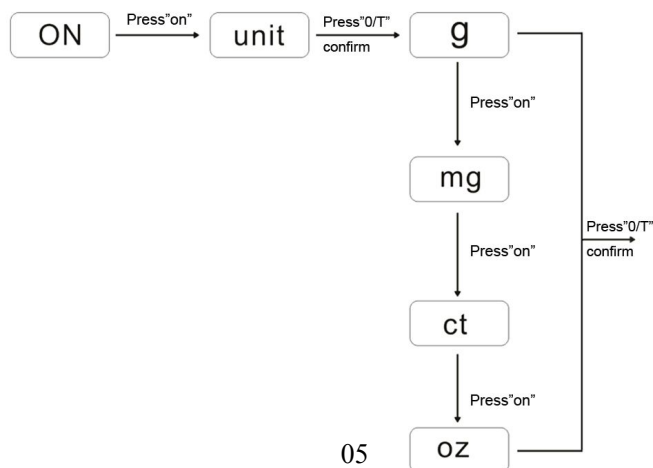 ON
Press”on”
unit
Press”0/T”
confirm
g
Press”on”
mg
Press”on”
ct
Press”on”
oz
Press”0/T”
confirm
05